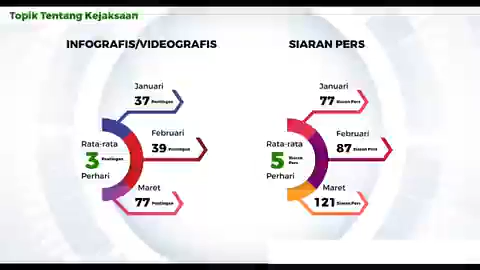 Topik Tentang Kejaksaan
INFOGRAFIS/VIDEOGRAFIS
Januari
37 Postingan
Februari
39 Postingan
Rata-rata
3 Postingan
Perhari
Maret
77 Postingan
SIARAN PERS
Januari
77 Siaran Pers
Februari
87 Siaran Pers
Rata-rata
5 Siaran
Pers
Perhari
Maret
121 Siaran Pers